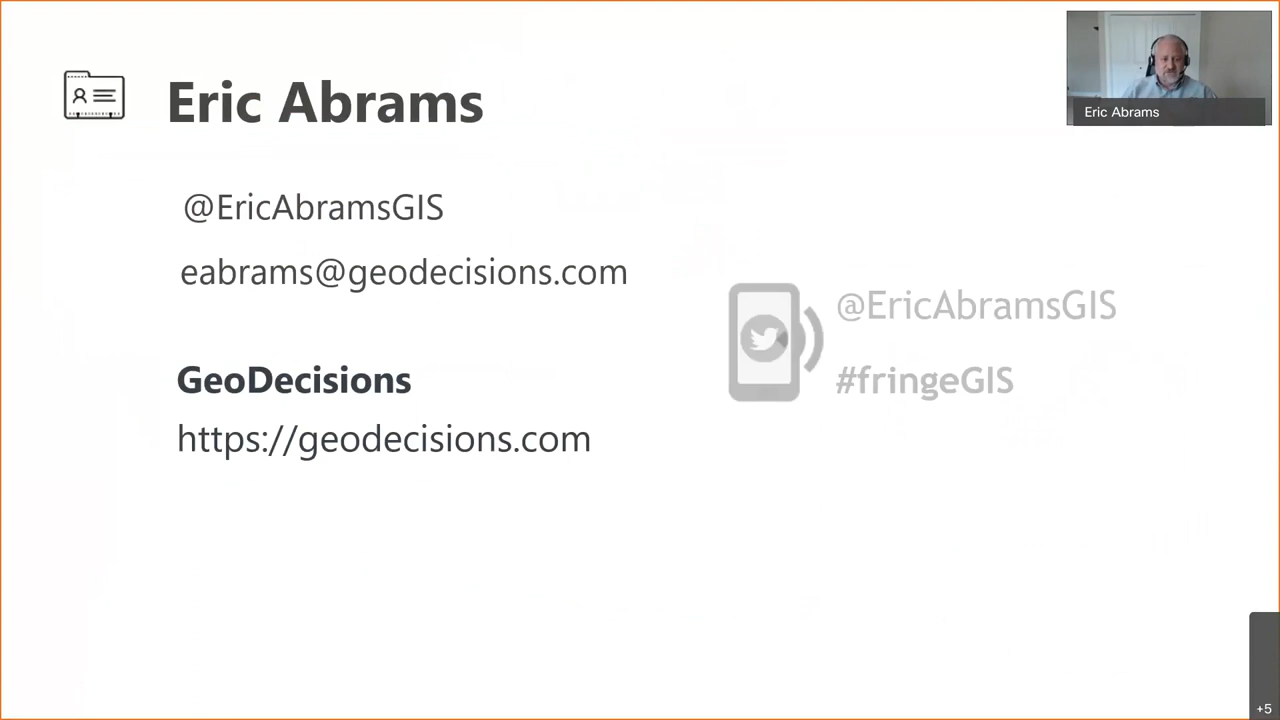 Eric Abrams
@EricAbramsGIS
eabrams@geodecisions.com
GeoDecisions
https://geodecisions.com
@EricAbramsGIS
#fringeGIS
Eric Abrams
+5